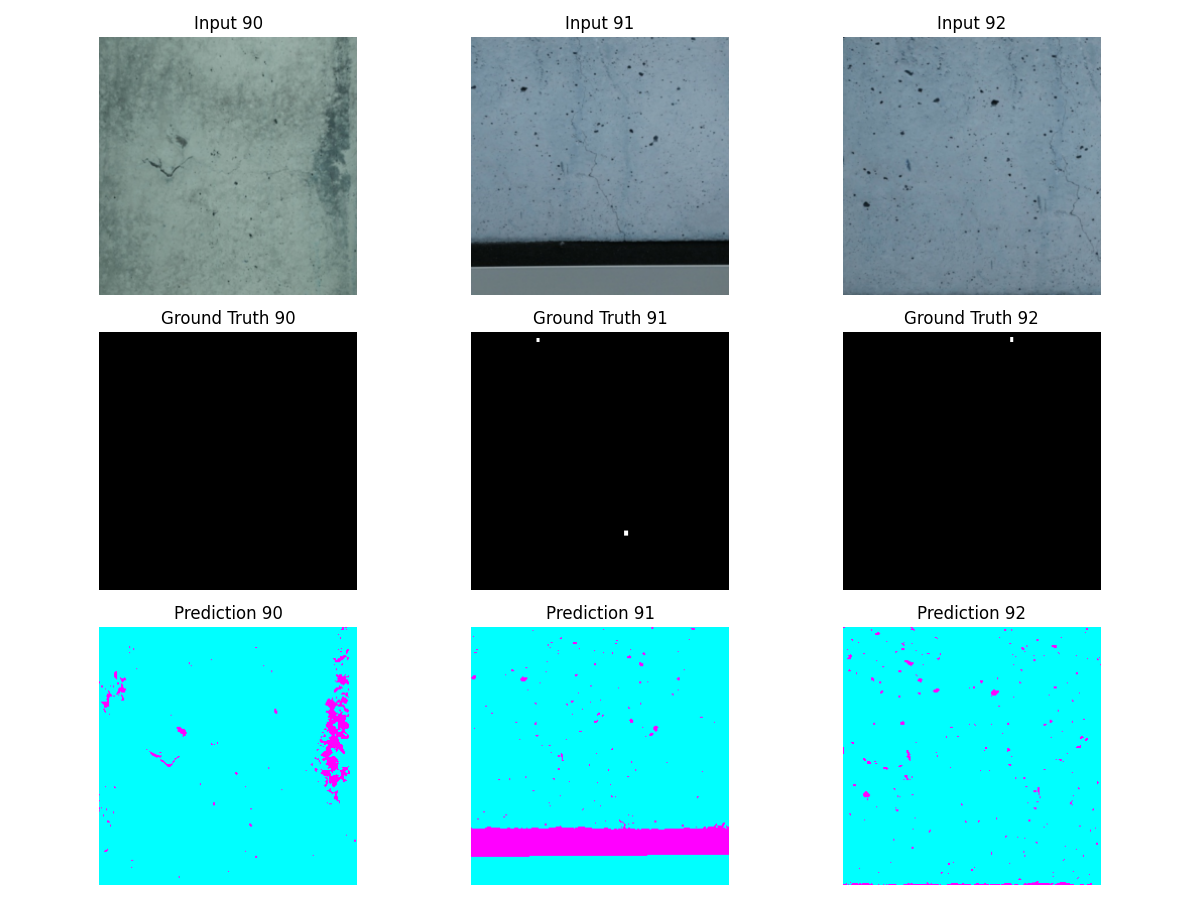 Input 90
Input 91
Input 92
Ground Truth 90
Ground Truth 91
Ground Truth 92
Prediction 90
Prediction 91
Prediction 92